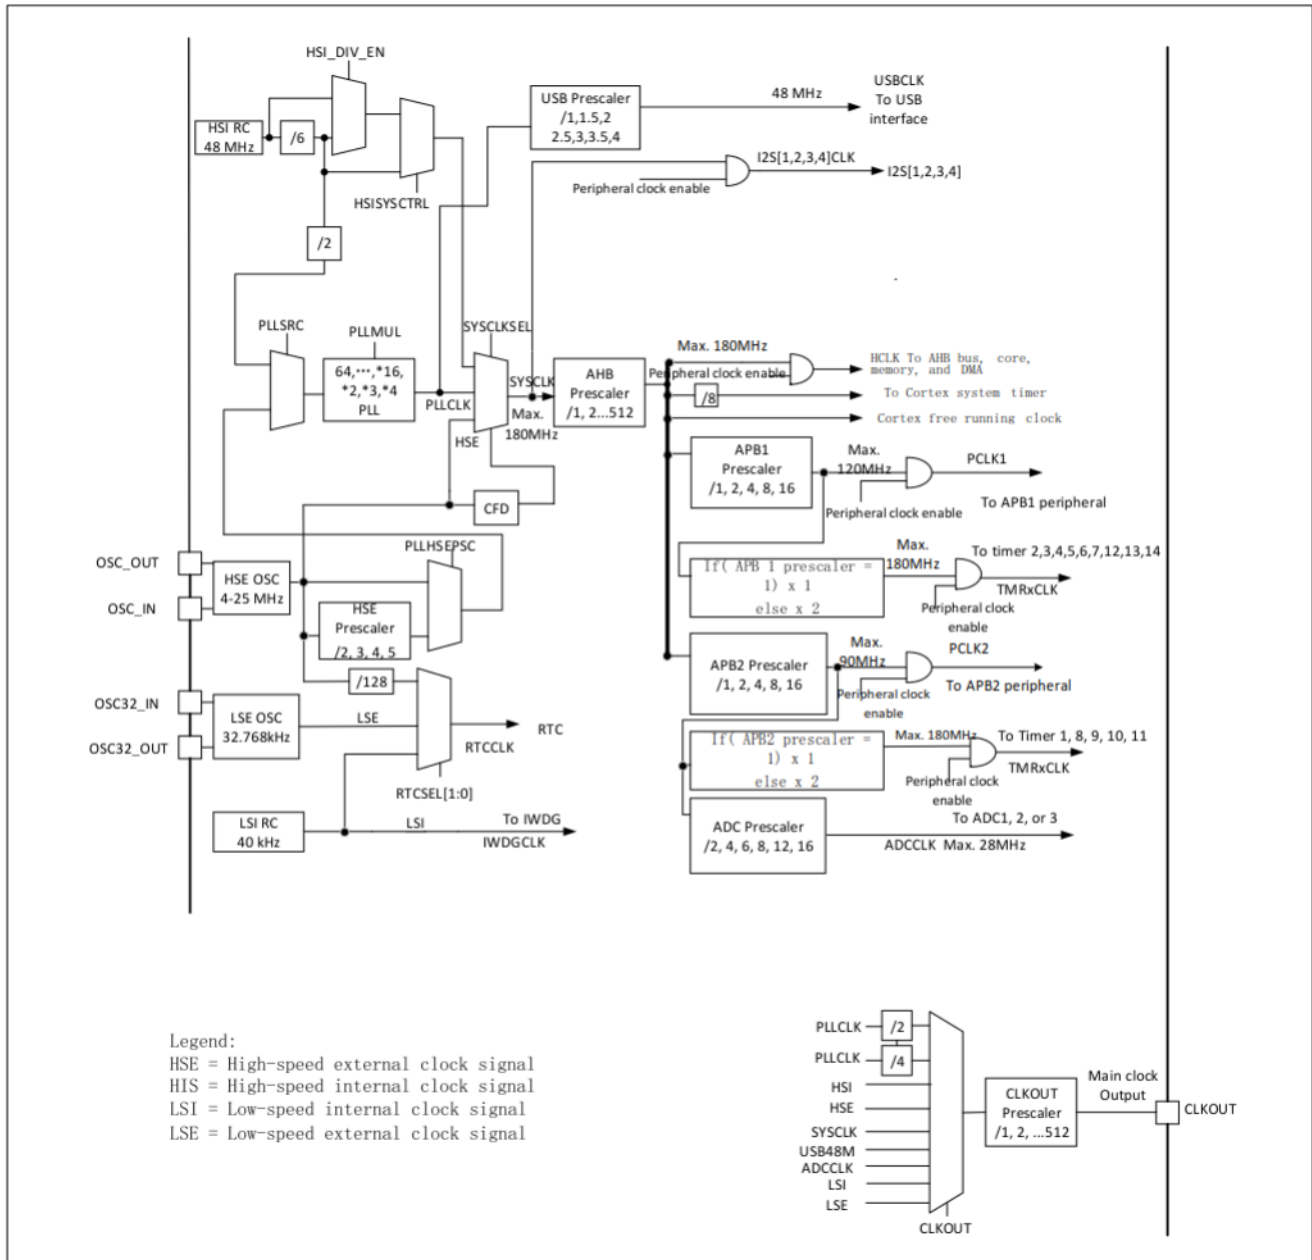 HSI_DIV_EN
HSI RC
48 MHz
/6
HSISYSCTRL
/2
USB Prescaler
/1,1.5,2
2.5,3,3.5,4
48 MHz
USBCLK
To USB
interface
Peripheral clock enable
I2S[1,2,3,4]CLK
I2S[1,2,3,4]
PLLSRC
PLLMUL
64,···,*16,
*2,*3,*4
PLL
PLLCLK
SYSCLKSEL
HSE
SYSCLK
Max.
180MHz
AHB
Prescaler
/1, 2...512
Max. 180MHz
Peripheral clock enable
HCLK To AHB bus, core,
memory, and DMA
/8
To Cortex system timer
Cortex free running clock
CFD
APB1
Prescaler
/1, 2, 4, 8, 16
Max.
120MHz
Peripheral clock enable
PCLK1
To APB1 peripheral
PLLHSEPSC
OSC_OUT
OSC_IN
HSE OSC
4-25 MHz
HSE
Prescaler
/2, 3, 4, 5
If( APB 1 prescaler =
1) x 1
else x 2
Max.
180MHz
Peripheral clock
enable
To timer 2,3,4,5,6,7,12,13,14
TMRxCLK
/128
OSC32_IN
OSC32_OUT
LSE OSC
32.768kHz
LSE
RTCCLK
RTC
RTCSEL[1:0]
APB2 Prescaler
/1, 2, 4, 8, 16
Max.
90MHz
Peripheral clock
enable
PCLK2
To APB2 peripheral
If( APB2 prescaler =
1) x 1
else x 2
Max. 180MHz
Peripheral clock
enable
To Timer 1, 8, 9, 10, 11
TMRxCLK
LSI RC
40 kHz
LSI
To IWDG
IWDGCLK
ADC Prescaler
/2, 4, 6, 8, 12, 16
To ADC1, 2, or 3
ADCCLK Max. 28MHz
Legend:
HSE = High-speed external clock signal
HIS = High-speed internal clock signal
LSI = Low-speed internal clock signal
LSE = Low-speed external clock signal
PLLCLK
/2
PLLCLK
/4
HSI
HSE
SYSCLK
USB48M
ADCCLK
LSI
LSE
CLKOUT
CLKOUT
Prescaler
/1, 2, ...512
Main clock
Output
CLKOUT